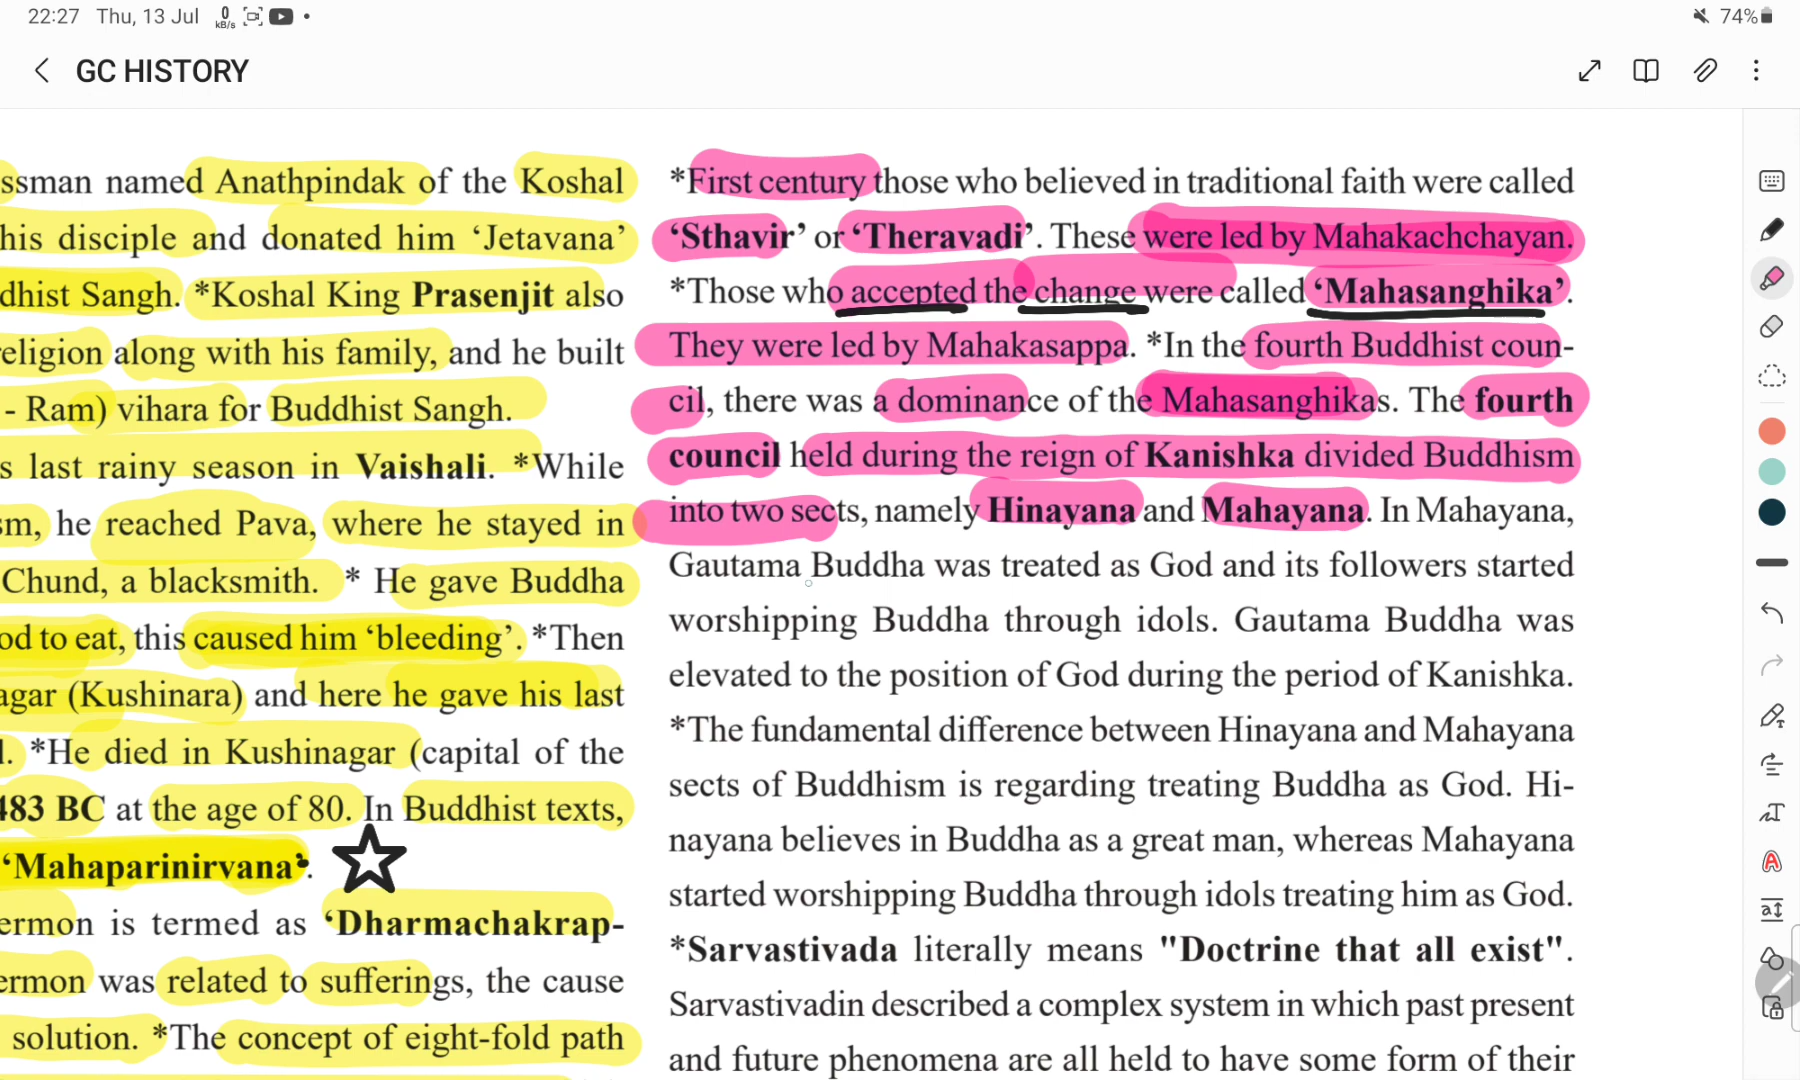 22:27 Thu, 13 Jul 0 kB/s
74%
GC HISTORY
ssman named Anathpindak of the Koshal
his disciple and donated him ‘Jetavana’
dhist Sangh. *Koshal King Prasenjit also
religion along with his family, and he built
- Ram) vihara for Buddhist Sangh.
s last rainy season in Vaishali. *While
sm, he reached Pava, where he stayed in
Chund, a blacksmith. * He gave Buddha
od to eat, this caused him ‘bleeding’. *Then
agar (Kushinara) and here he gave his last
l. *He died in Kushinagar (capital of the
483 BC at the age of 80. In Buddhist texts,
‘Mahaparinirvana’.
ermon is termed as ‘Dharmachakrap-
ermon was related to sufferings, the cause
solution. *The concept of eight-fold path
*First century those who believed in traditional faith were called
‘Sthavir’ or ‘Theravadi’. These were led by Mahakachchayan.
*Those who accepted the change were called ‘Mahasanghika’.
They were led by Mahakasappa. *In the fourth Buddhist coun-
cil, there was a dominance of the Mahasanghikas. The fourth
council held during the reign of Kanishka divided Buddhism
into two sects, namely Hinayana and Mahayana. In Mahayana,
Gautama Buddha was treated as God and its followers started
worshipping Buddha through idols. Gautama Buddha was
elevated to the position of God during the period of Kanishka.
*The fundamental difference between Hinayana and Mahayana
sects of Buddhism is regarding treating Buddha as God. Hi-
nayana believes in Buddha as a great man, whereas Mahayana
started worshipping Buddha through idols treating him as God.
*Sarvastivada literally means "Doctrine that all exist".
Sarvastivadin described a complex system in which past present
and future phenomena are all held to have some form of their